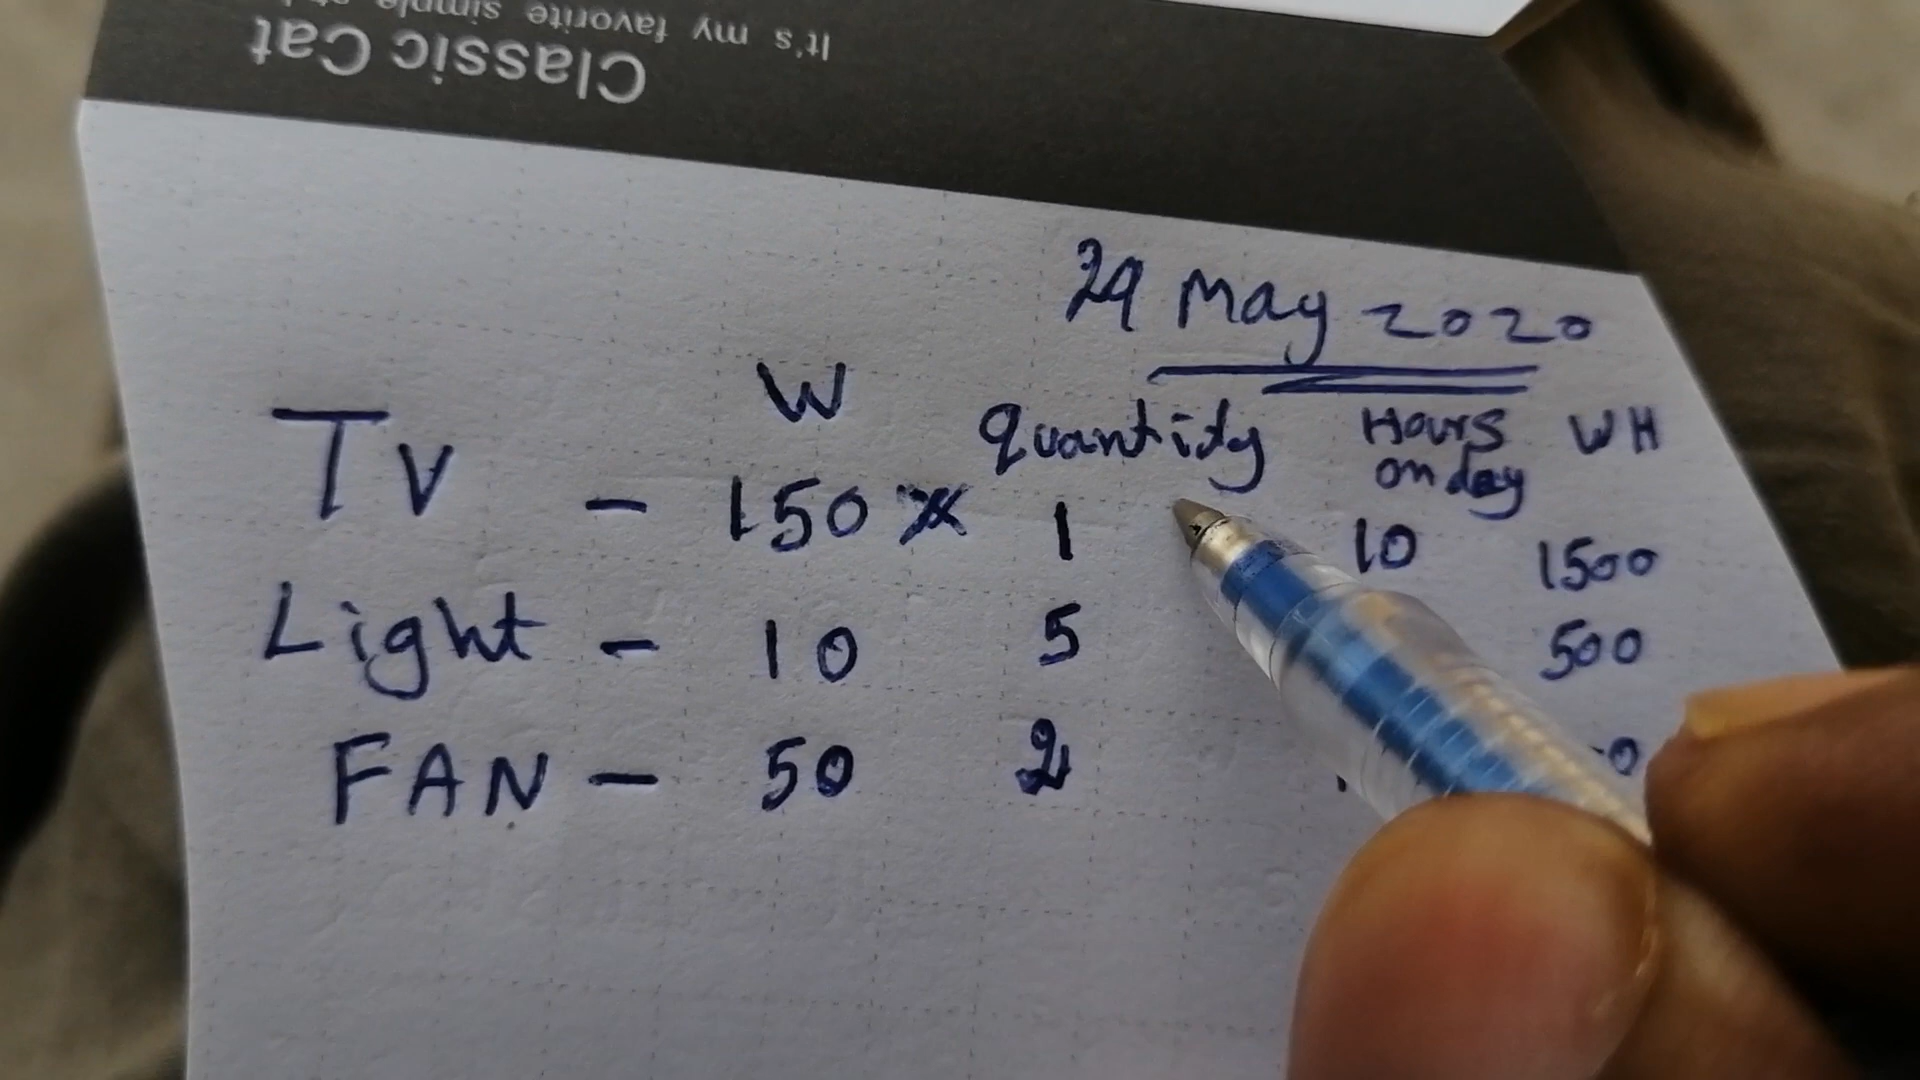 Classic Cat
It's my favorite simple
29 May 2020
W quantity Hours on day WH
TV - 150 x 1 10 1500
Light - 10 5 500
FAN - 50 2